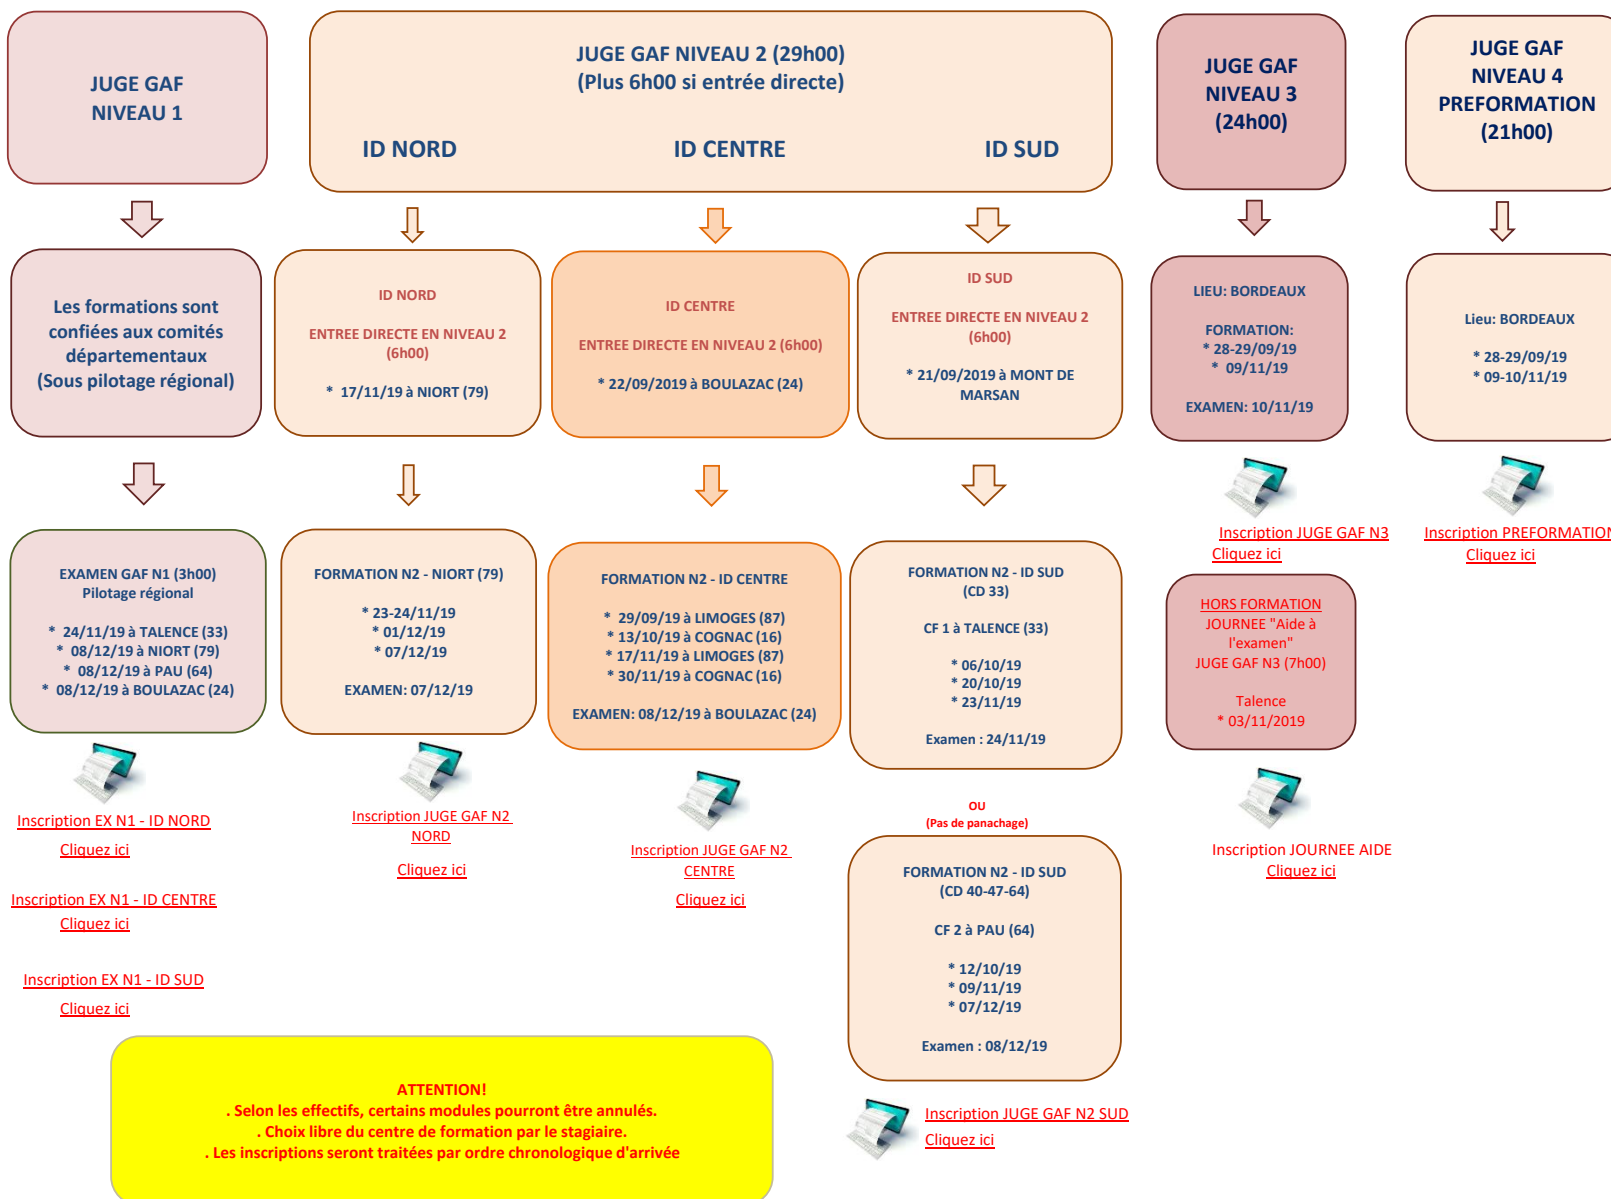 JUGE GAF
NIVEAU 1
JUGE GAF NIVEAU 2 (29h00)
(Plus 6h00 si entrée directe)
ID NORD
ID CENTRE
ID SUD
JUGE GAF
NIVEAU 3
(24h00)
JUGE GAF
NIVEAU 4
PREFORMATION
(21h00)
Les formations sont
confiées aux comités
départementaux
(Sous pilotage régional)
ID NORD
ENTREE DIRECTE EN NIVEAU 2
(6h00)
* 17/11/19 à NIORT (79)
ID CENTRE
ENTREE DIRECTE EN NIVEAU 2 (6h00)
* 22/09/2019 à BOULAZAC (24)
ID SUD
ENTREE DIRECTE EN NIVEAU 2
(6h00)
* 21/09/2019 à MONT DE
MARSAN
LIEU: BORDEAUX
FORMATION:
* 28-29/09/19
* 09/11/19
EXAMEN: 10/11/19
Lieu: BORDEAUX
* 28-29/09/19
* 09-10/11/19
EXAMEN GAF N1 (3h00)
Pilotage régional
* 24/11/19 à TALENCE (33)
* 08/12/19 à NIORT (79)
* 08/12/19 à PAU (64)
* 08/12/19 à BOULAZAC (24)
Inscription EX N1 - ID NORD
Cliquez ici
Inscription EX N1 - ID CENTRE
Cliquez ici
Inscription EX N1 - ID SUD
Cliquez ici
FORMATION N2 - NIORT (79)
* 23-24/11/19
* 01/12/19
* 07/12/19
EXAMEN: 07/12/19
Inscription JUGE GAF N2
NORD
Cliquez ici
FORMATION N2 - ID CENTRE
* 29/09/19 à LIMOGES (87)
* 13/10/19 à COGNAC (16)
* 17/11/19 à LIMOGES (87)
* 30/11/19 à COGNAC (16)
EXAMEN: 08/12/19 à BOULAZAC (24)
Inscription JUGE GAF N2
CENTRE
Cliquez ici
FORMATION N2 - ID SUD
(CD 33)
CF 1 à TALENCE (33)
* 06/10/19
* 20/10/19
* 23/11/19
Examen : 24/11/19
OU
(Pas de panachage)
FORMATION N2 - ID SUD
(CD 40-47-64)
CF 2 à PAU (64)
* 12/10/19
* 09/11/19
* 07/12/19
Examen : 08/12/19
Inscription JUGE GAF N2 SUD
Cliquez ici
Inscription JUGE GAF N3
Cliquez ici
HORS FORMATION
JOURNEE "Aide à
l'examen"
JUGE GAF N3 (7h00)
Talence
* 03/11/2019
Inscription JOURNEE AIDE
Cliquez ici
Inscription PREFORMATION
Cliquez ici
ATTENTION!
. Selon les effectifs, certains modules pourront être annulés.
. Choix libre du centre de formation par le stagiaire.
. Les inscriptions seront traitées par ordre chronologique d'arrivée